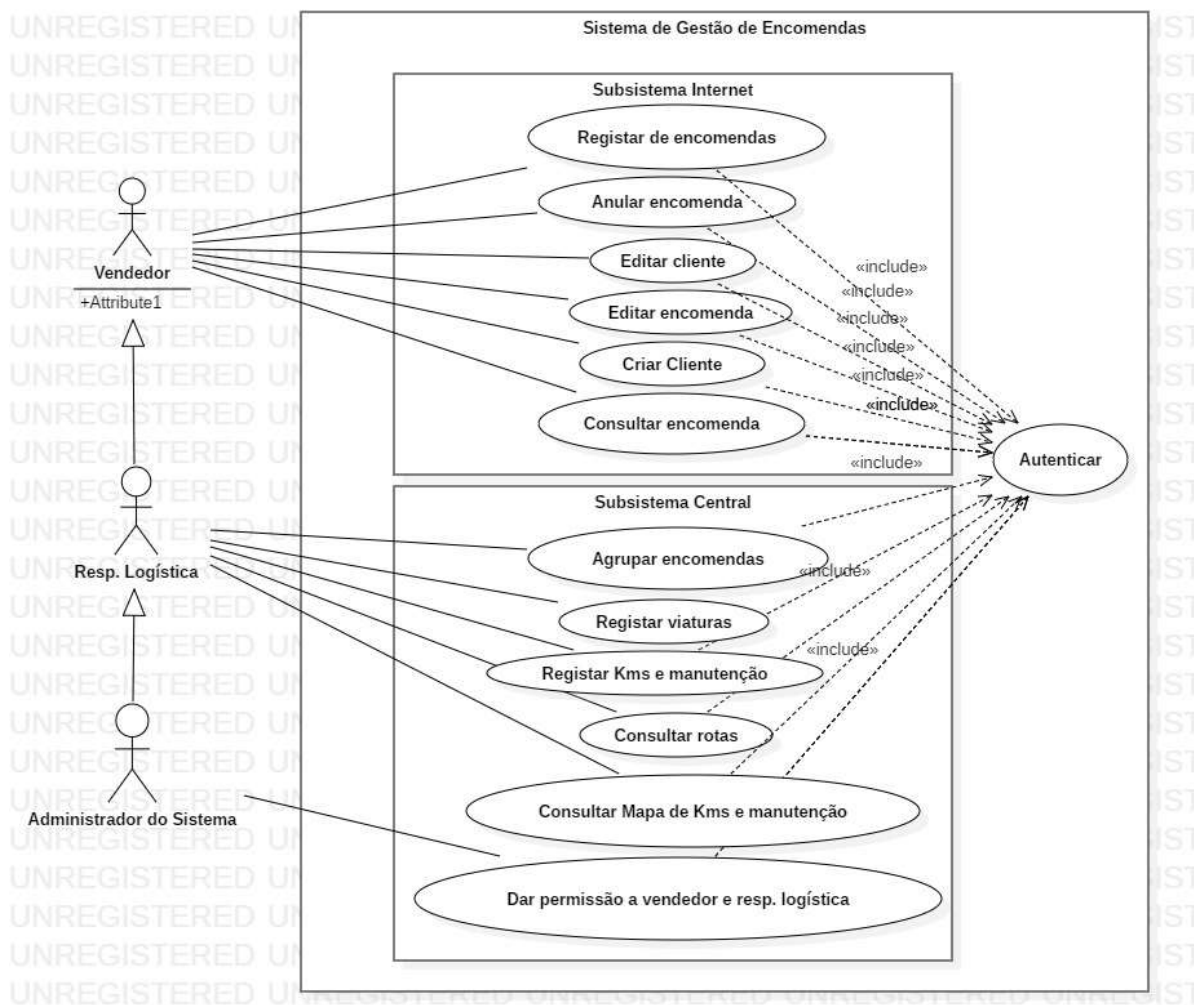 Sistema de Gestão de Encomendas
Subsistema Internet
Registar de encomendas
Anular encomenda
Editar cliente
Editar encomenda
Criar Cliente
Consultar encomenda
Vendedor
+Attribute1
«include»
«include»
«include»
«include»
«include»
«include»
«include»
Autenticar
Subsistema Central
Agrupar encomendas
Registar viaturas
Registar Kms e manutenção
Consultar rotas
Consultar Mapa de Kms e manutenção
Dar permissão a vendedor e resp. logística
«include»
«include»
Resp. Logística
Administrador do Sistema
UNREGISTERED